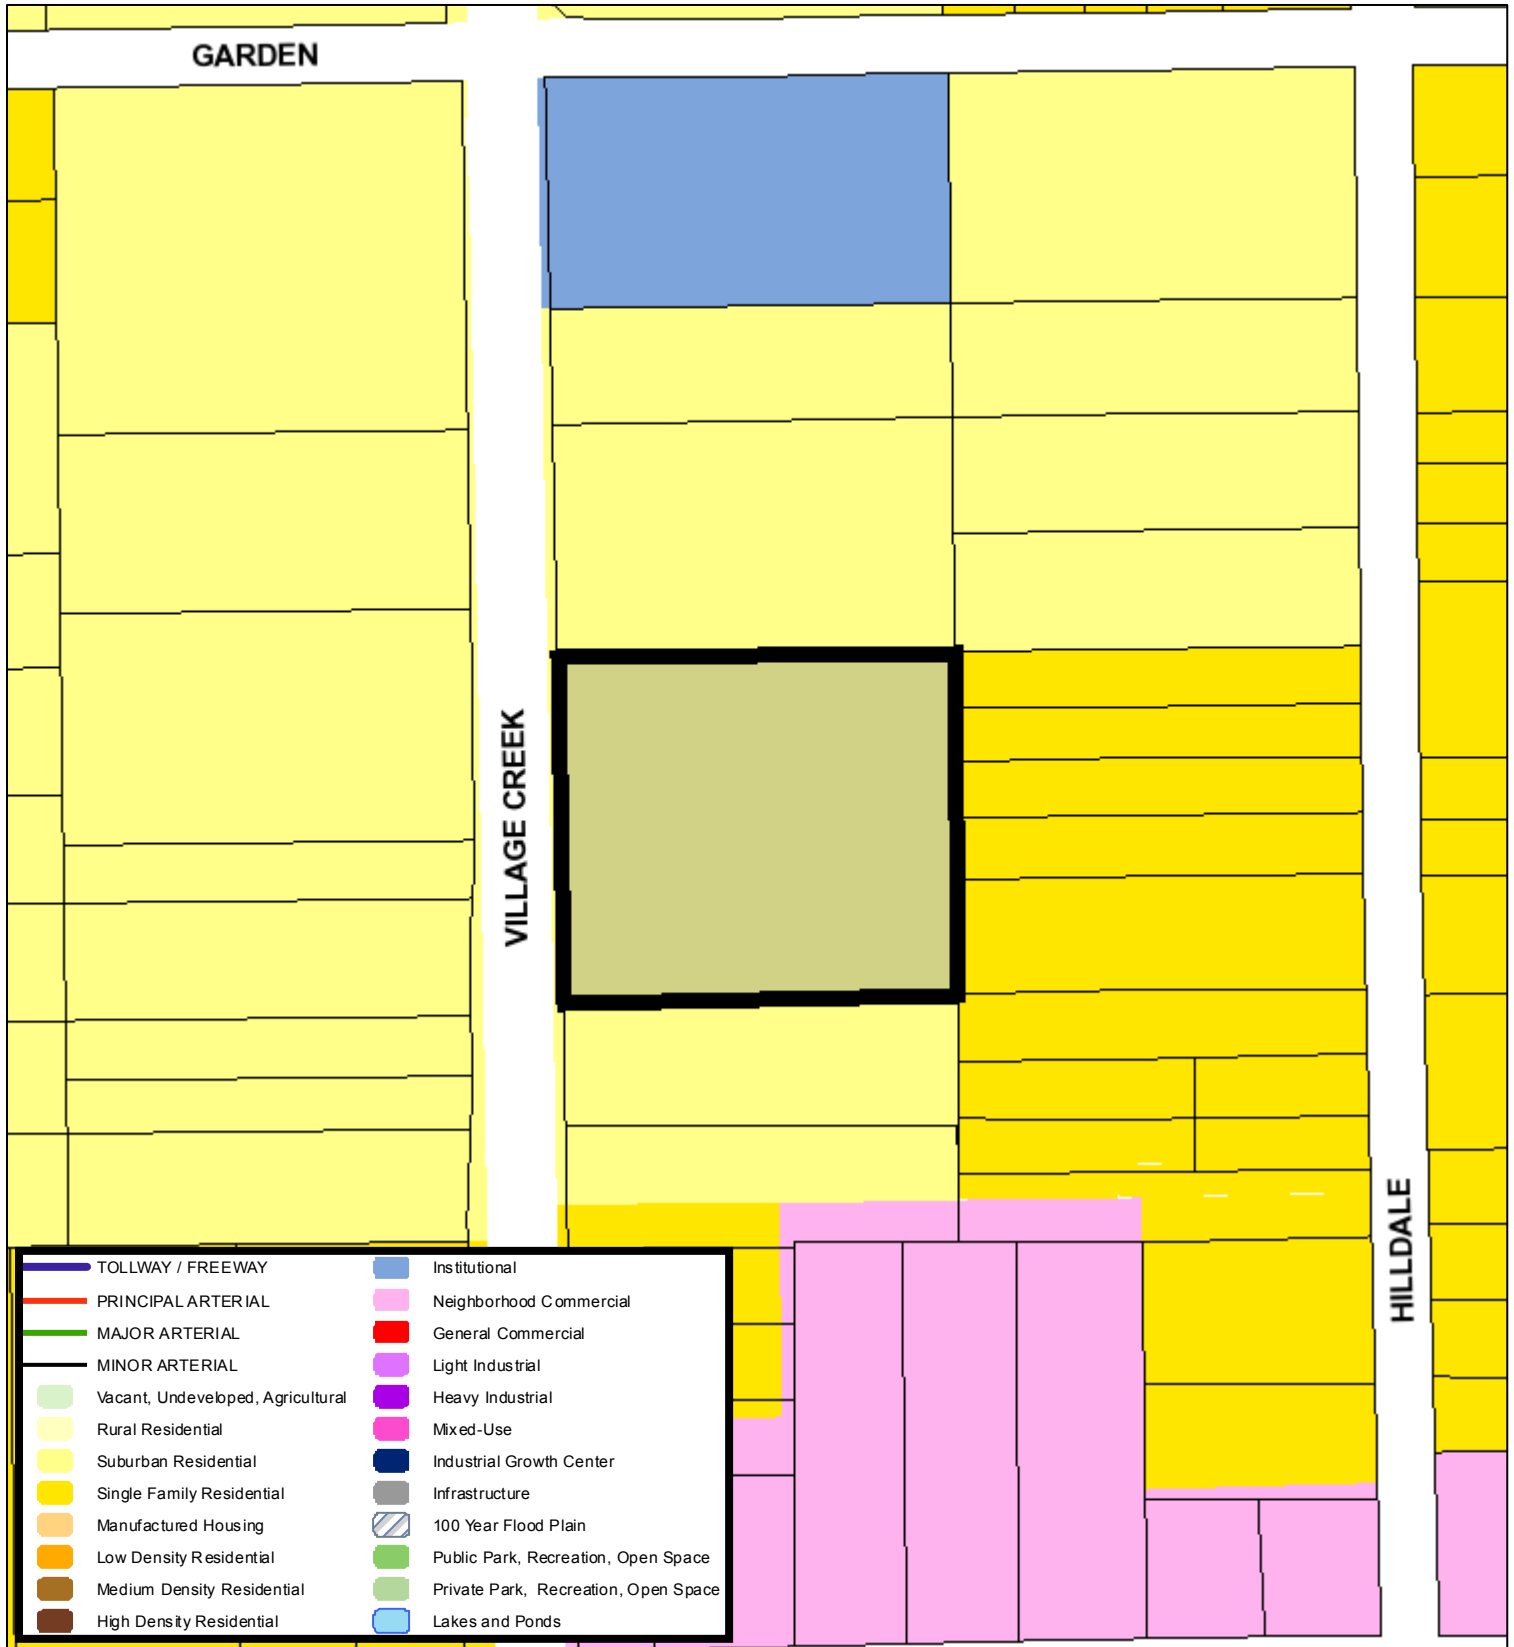 GARDEN
VILLAGE CREEK
HILLDALE
TOLLWAY / FREEWAY
PRINCIPAL ARTERIAL
MAJOR ARTERIAL
MINOR ARTERIAL
Vacant, Undeveloped, Agricultural
Rural Residential
Suburban Residential
Single Family Residential
Manufactured Housing
Low Density Residential
Medium Density Residential
High Density Residential
Institutional
Neighborhood Commercial
General Commercial
Light Industrial
Heavy Industrial
Mixed-Use
Industrial Growth Center
Infrastructure
100 Year Flood Plain
Public Park, Recreation, Open Space
Private Park, Recreation, Open Space
Lakes and Ponds